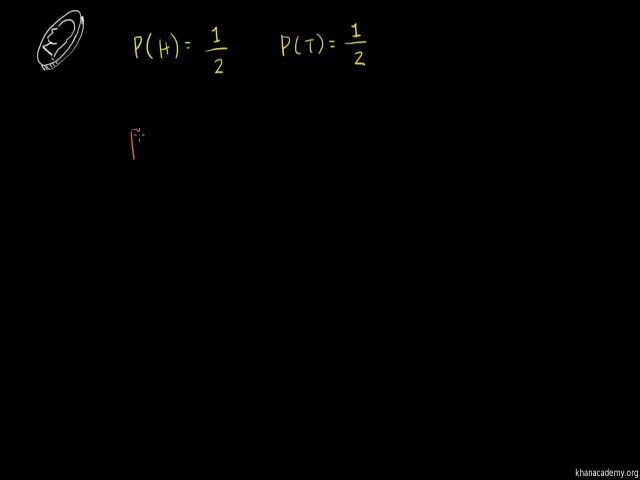 P(H) = 1/2 P(T) = 1/2
khanacademy.org